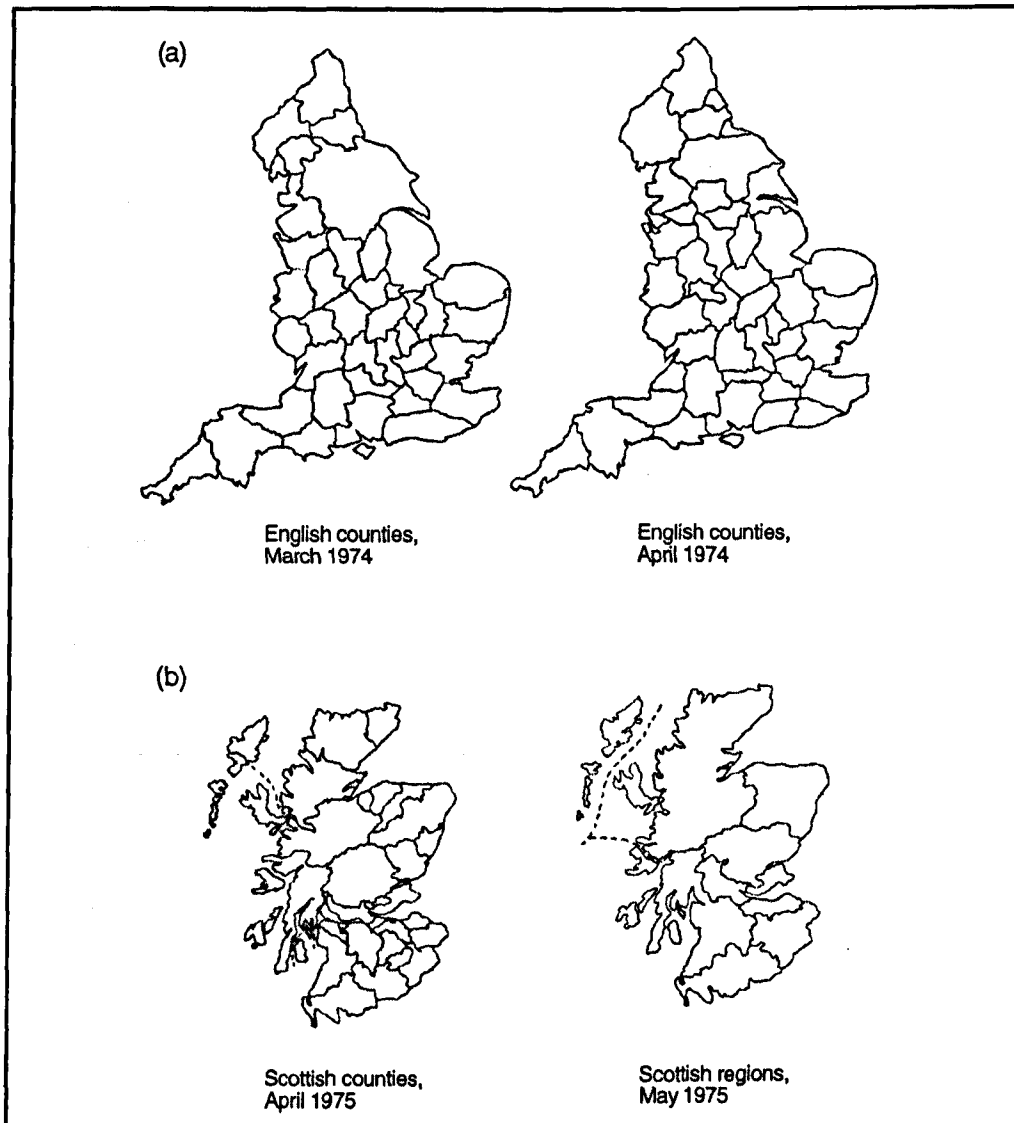 (a)
English counties,
March 1974
English counties,
April 1974
(b)
Scottish counties,
April 1975
Scottish regions,
May 1975